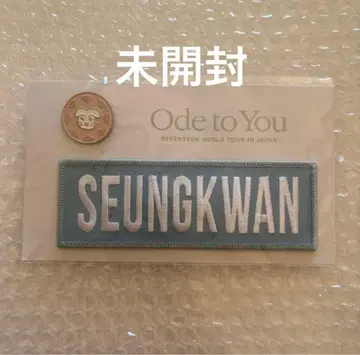 未開封
Ode to You
SEVENTEEN WORLD TOUR IN JAPAN
SEUNGKWAN